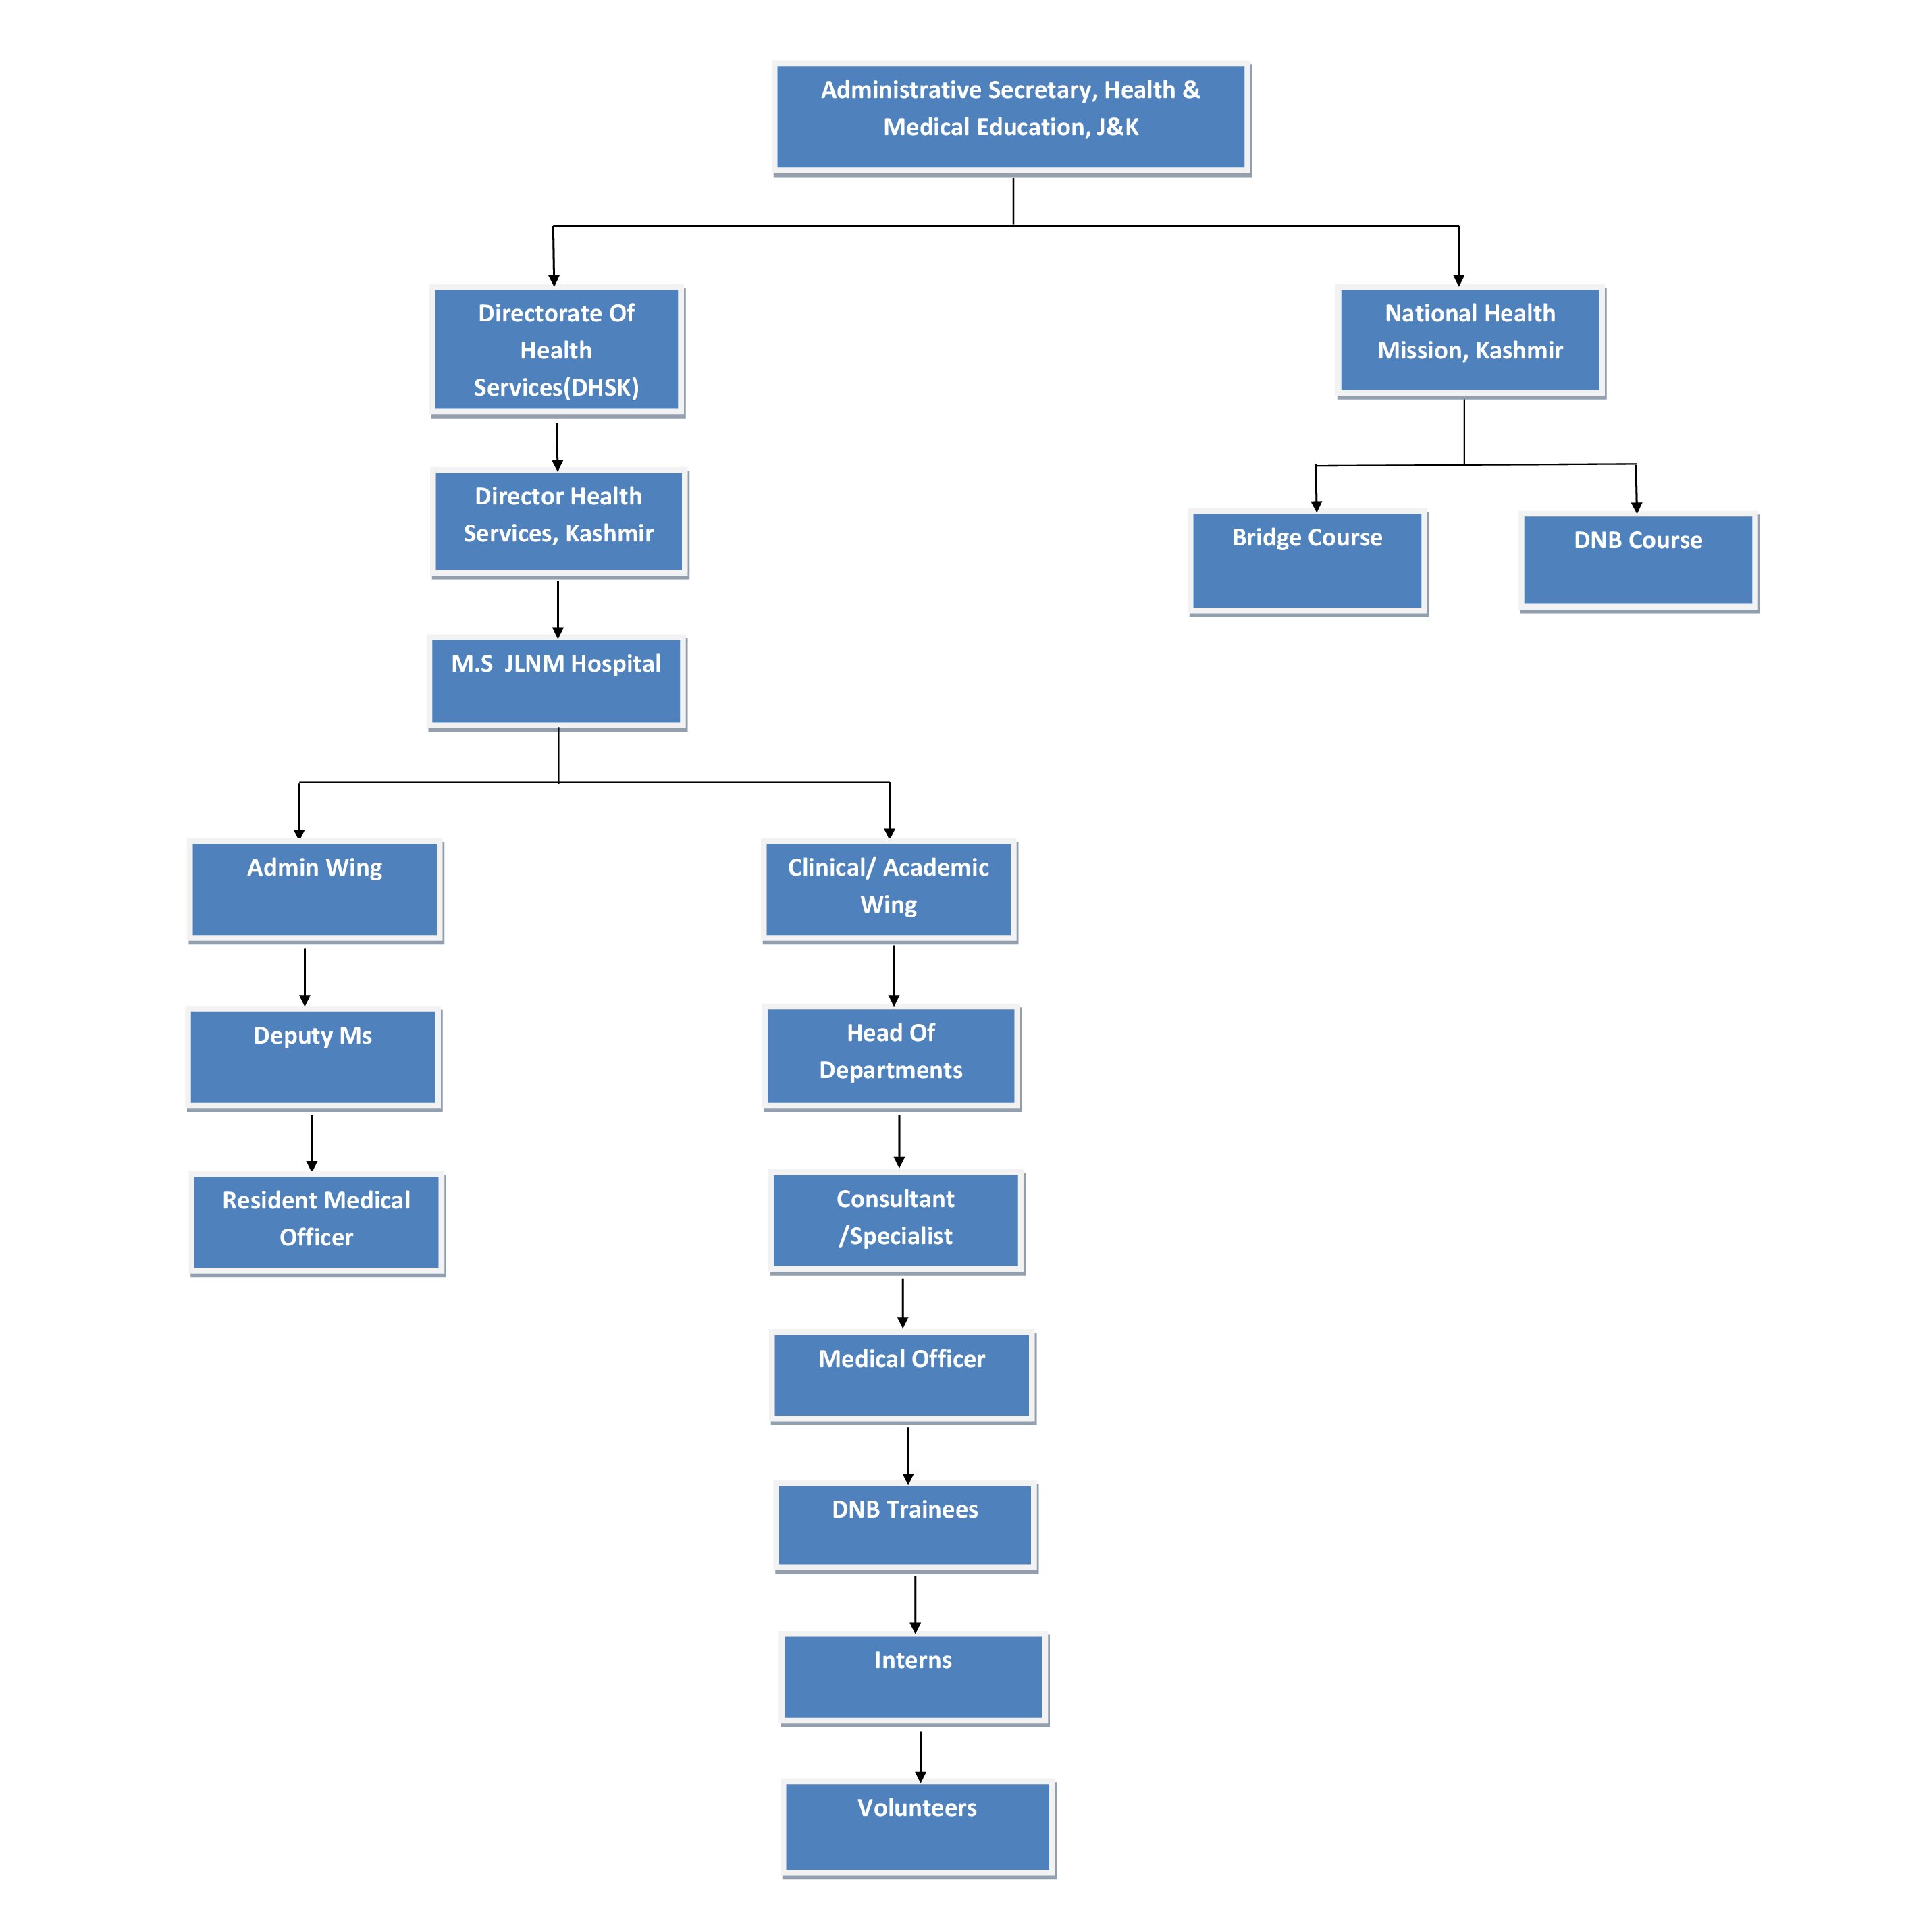 Administrative Secretary, Health &
Medical Education, J&K
Directorate Of
Health
Services(DHSK)
National Health
Mission, Kashmir
Director Health
Services, Kashmir
Bridge Course
DNB Course
M.S  JLNM Hospital
Admin Wing
Clinical/ Academic
Wing
Deputy Ms
Head Of
Departments
Resident Medical
Officer
Consultant
/Specialist
Medical Officer
DNB Trainees
Interns
Volunteers